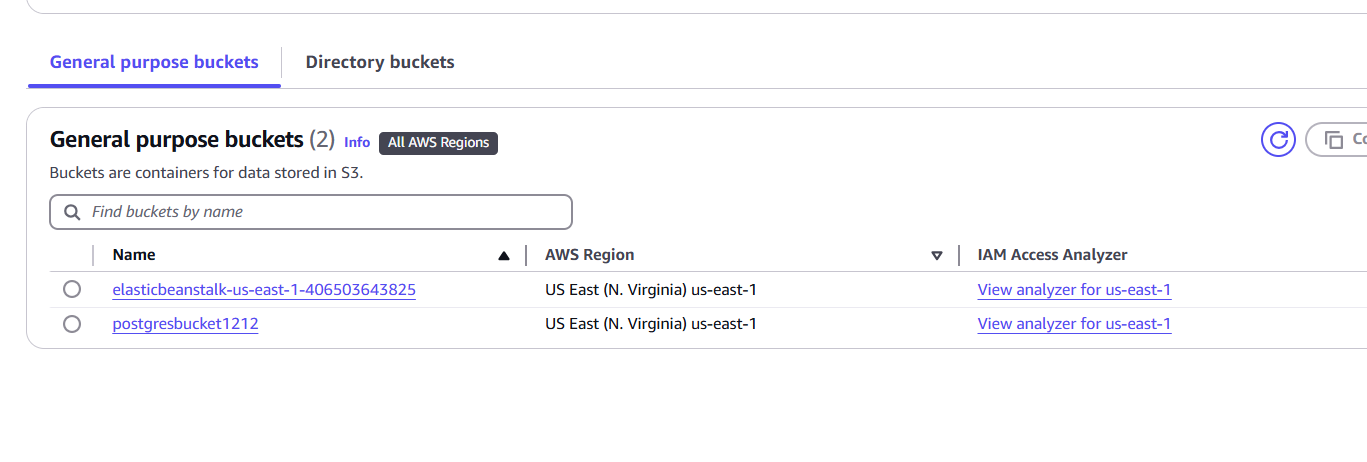 General purpose buckets
Directory buckets
General purpose buckets (2) Info All AWS Regions
Buckets are containers for data stored in S3.
Find buckets by name
Name AWS Region IAM Access Analyzer
elasticbeanstalk-us-east-1-406503643825 US East (N. Virginia) us-east-1 View analyzer for us-east-1
postgresbucket1212 US East (N. Virginia) us-east-1 View analyzer for us-east-1